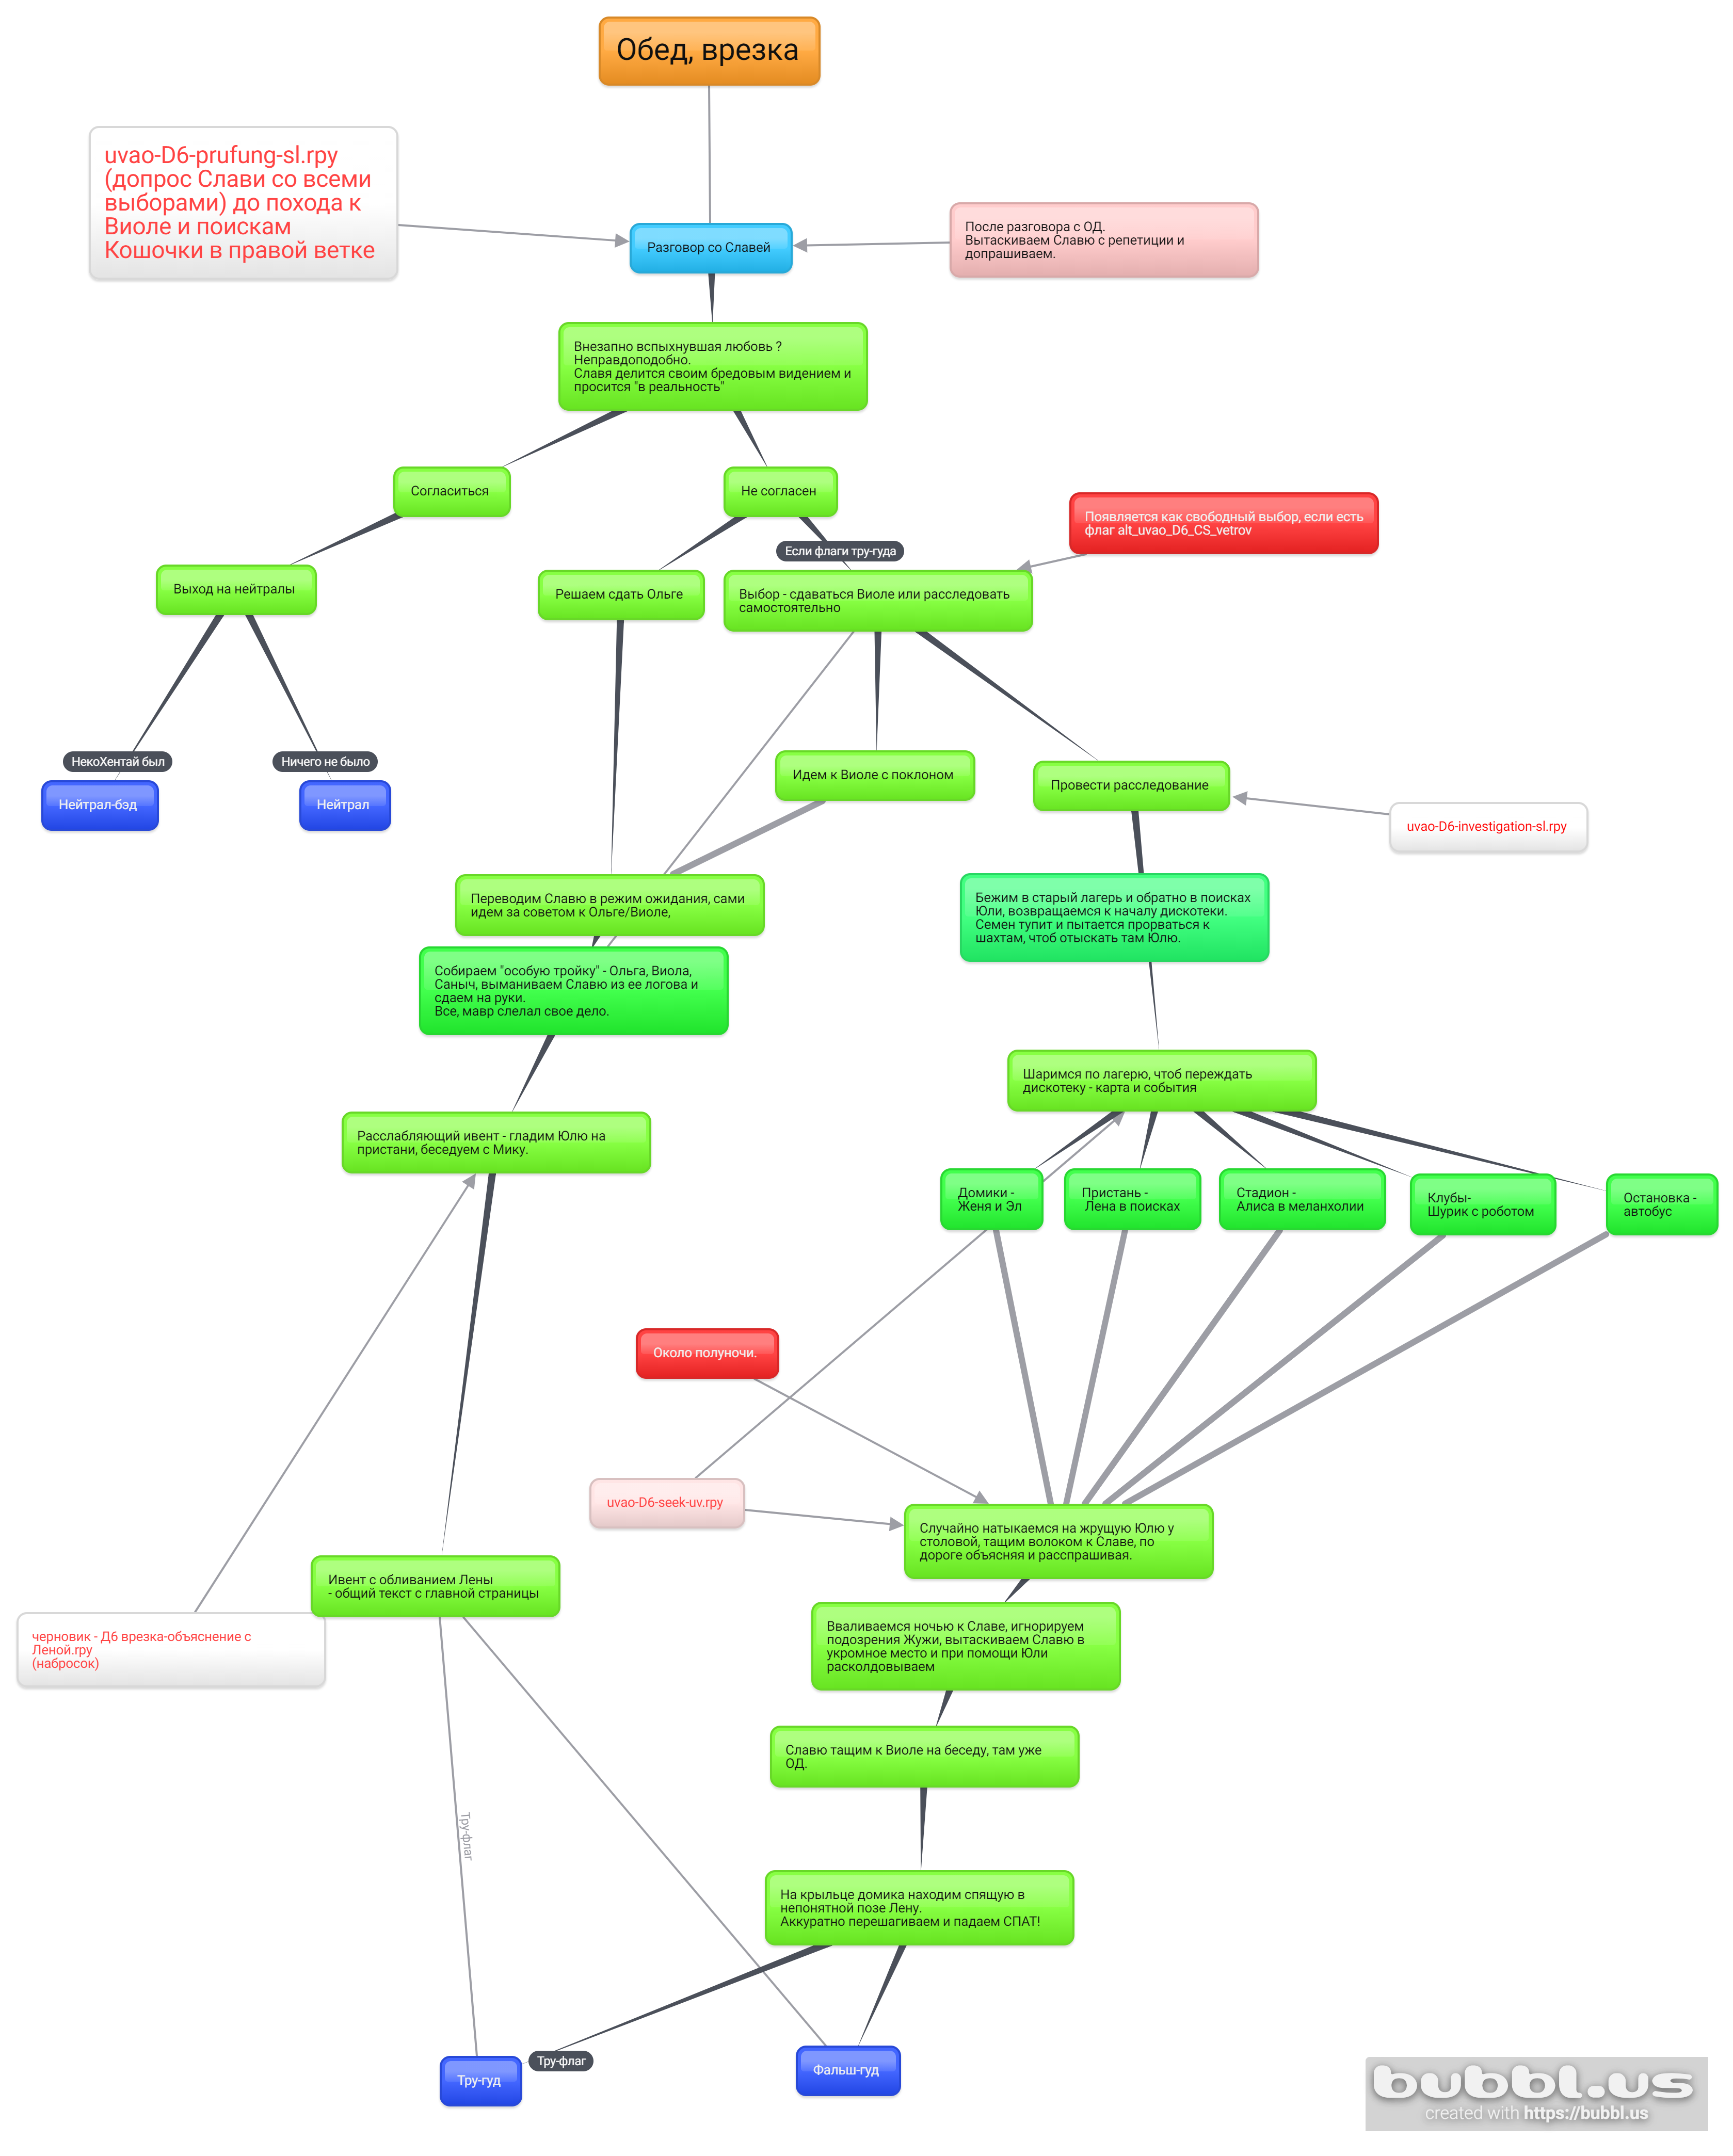 Обед, врезка
uvao-D6-prufung-sl.rpy
(допрос Слави со всеми
выборами) до похода к
Виоле и поискам
Кошочки в правой ветке
После разговора с ОД.
Вытаскиваем Славю с репетиции и
допрашиваем.
Разговор со Славей
Внезапно вспыхнувшая любовь ?
Неправдоподобно.
Славя делится своим бредовым видением и
просится "в реальность"
Согласиться
Не согласен
Появляется как свободный выбор, если есть
флаг alt_uvao_D6_CS_vetrov
Если флаги тру-гуда
Выход на нейтралы
Решаем сдать Ольге
Выбор - сдаваться Виоле или расследовать
самостоятельно
НекоХентай был
Ничего не было
Нейтрал-бэд
Нейтрал
Идем к Виоле с поклоном
Провести расследование
uvao-D6-investigation-sl.rpy
Переводим Славю в режим ожидания, сами
идем за советом к Ольге/Виоле,
Бежим в старый лагерь и обратно в поисках
Юли, возвращаемся к началу дискотеки.
Семен тупит и пытается прорваться к
шахтам, чтоб отыскать там Юлю.
Собираем "особую тройку" - Ольга, Виола,
Саныч, выманиваем Славю из ее логова и
сдаем на руки.
Все, мавр слелал свое дело.
Шаримся по лагерю, чтоб переждать
дискотеку - карта и события
Расслабляющий ивент - гладим Юлю на
пристани, беседуем с Мику.
Домики -
Женя и Эл
Пристань -
Лена в поисках
Стадион -
Алиса в меланхолии
Клубы-
Шурик с роботом
Остановка -
автобус
Около полуночи.
uvao-D6-seek-uv.rpy
Случайно натыкаемся на жрущую Юлю у
столовой, тащим волоком к Славе, по
дороге объясняя и расспрашивая.
Ивент с обливанием Лены
- общий текст с главной страницы
черновик - Д6 врезка-объяснение с
Леной.rpy
(набросок)
Вваливаемся ночью к Славе, игнорируем
подозрения Жужи, вытаскиваем Славю в
укромное место и при помощи Юли
расколдовываем
Славю тащим к Виоле на беседу, там уже
ОД.
Тру-флаг
На крыльце домика находим спящую в
непонятной позе Лену.
Аккуратно перешагиваем и падаем СПАТ!
Тру-флаг
Тру-гуд
Фальш-гуд
bubbl.us
created with https://bubbl.us